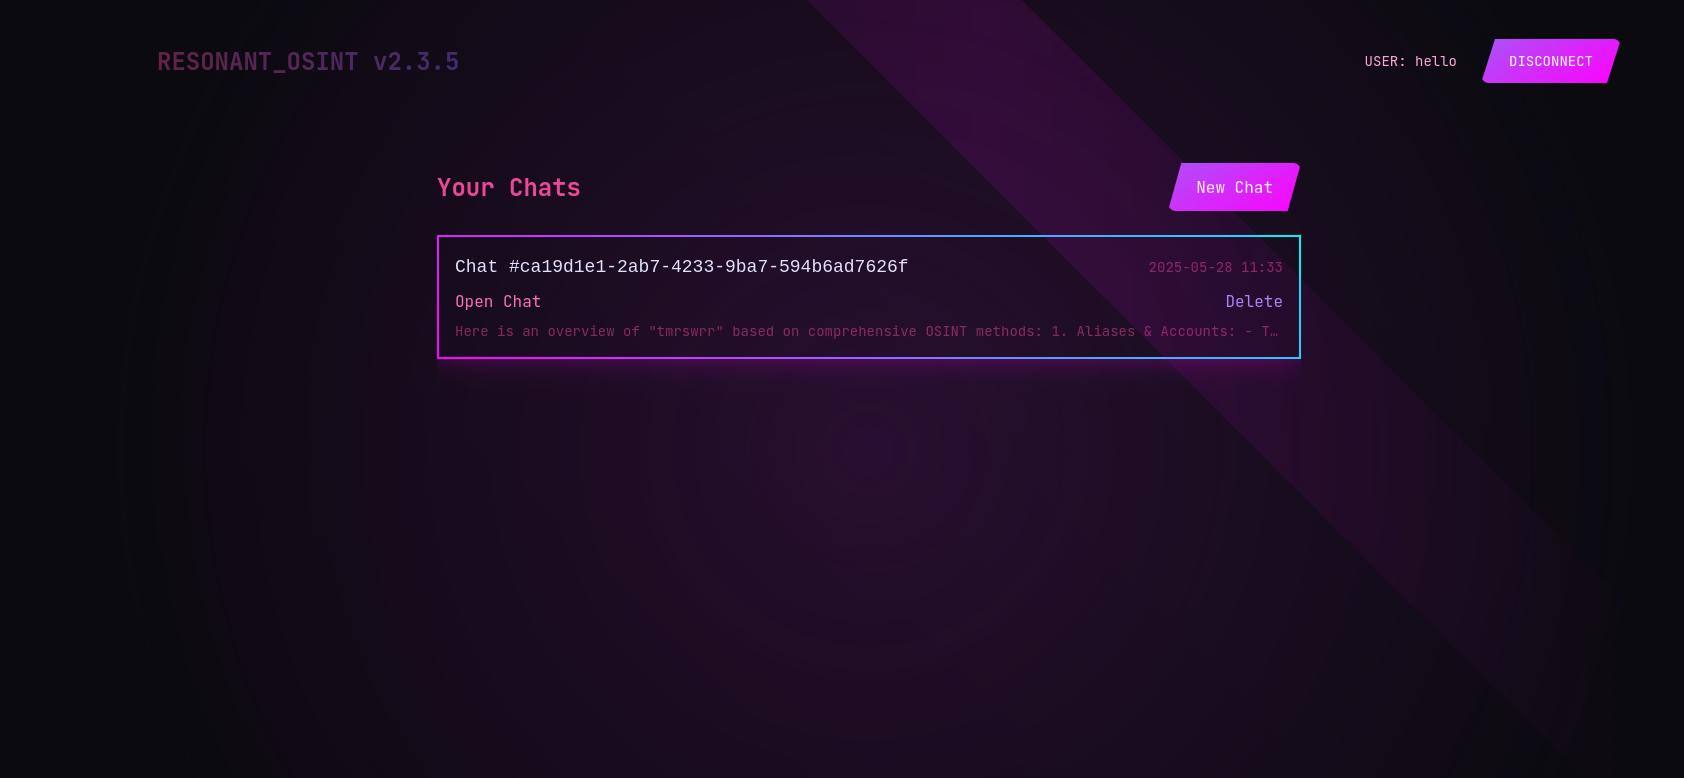 RESONANT_OSINT v2.3.5
USER: hello
DISCONNECT
Your Chats
New Chat
Chat #ca19d1e1-2ab7-4233-9ba7-594b6ad7626f
2025-05-28 11:33
Open Chat
Delete
Here is an overview of "tmrswrr" based on comprehensive OSINT methods: 1. Aliases & Accounts: - T…